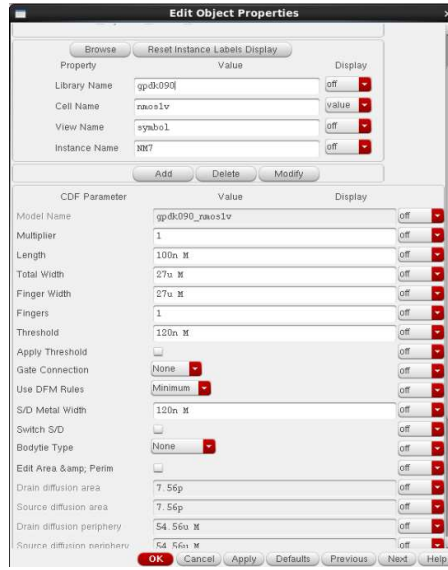 Edit Object Properties
Browse Reset Instance Labels Display
Property Value Display
Library Name gpdk090 off
Cell Name nmos1v value
View Name symbol off
Instance Name NM7 off
Add Delete Modify
CDF Parameter Value Display
Model Name gpdk090_nmos1v off
Multiplier 1 off
Length 100n M off
Total Width 27u M off
Finger Width 27u M off
Fingers 1 off
Threshold 120n M off
Apply Threshold off
Gate Connection None off
Use DFM Rules Minimum off
S/D Metal Width 120n M off
Switch S/D off
Bodytie Type None off
Edit Area &amp; Perim off
Drain diffusion area 7.56p off
Source diffusion area 7.56p off
Drain diffusion periphery 54.56u M off
Source diffusion periphery 54.56u M off
OK Cancel Apply Defaults Previous Next Help